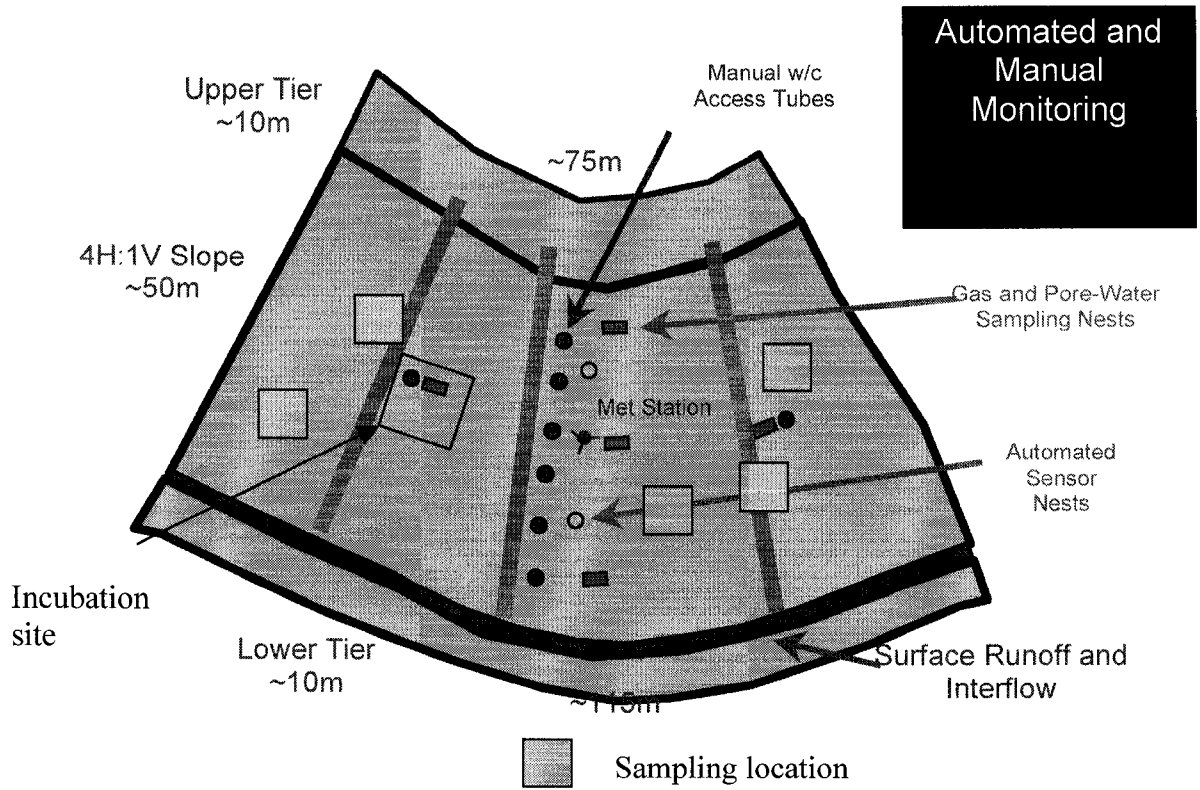 Automated and
Manual
Monitoring
Manual w/c
Access Tubes
Upper Tier
~10m
~75m
4H:1V Slope
~50m
Gas and Pore-Water
Sampling Nests
Met Station
Automated
Sensor
Nests
Incubation
site
Lower Tier
~10m
Surface Runoff and
Interflow
~115m
Sampling location